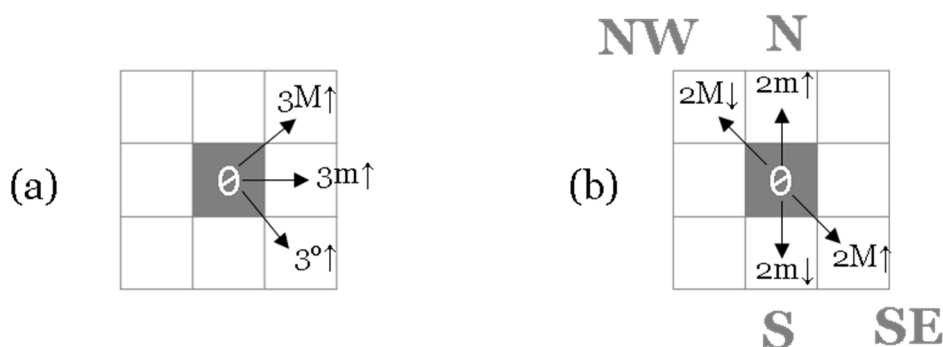 NW N
(a) 3M↑ 3m↑ 3º↑ 0
(b) 2M↓ 2m↑ 0 2m↓ 2M↑
S SE